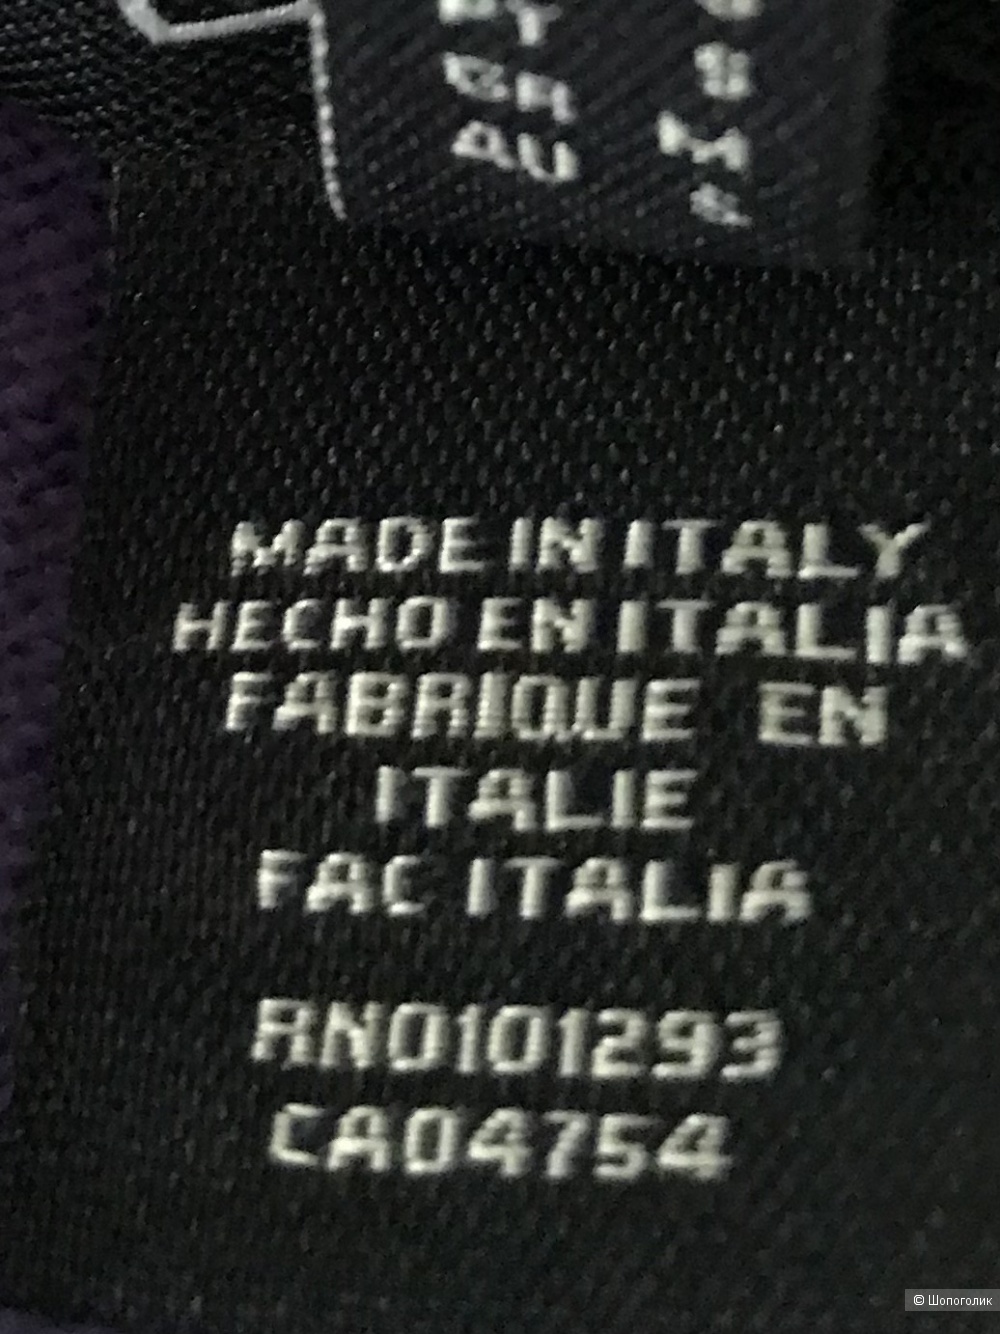 MADE IN ITALY
HECHO EN ITALIA
FABRIQUE EN
ITALIE
FAC ITALIA
RN0101293
CA04754
© Шопоголик